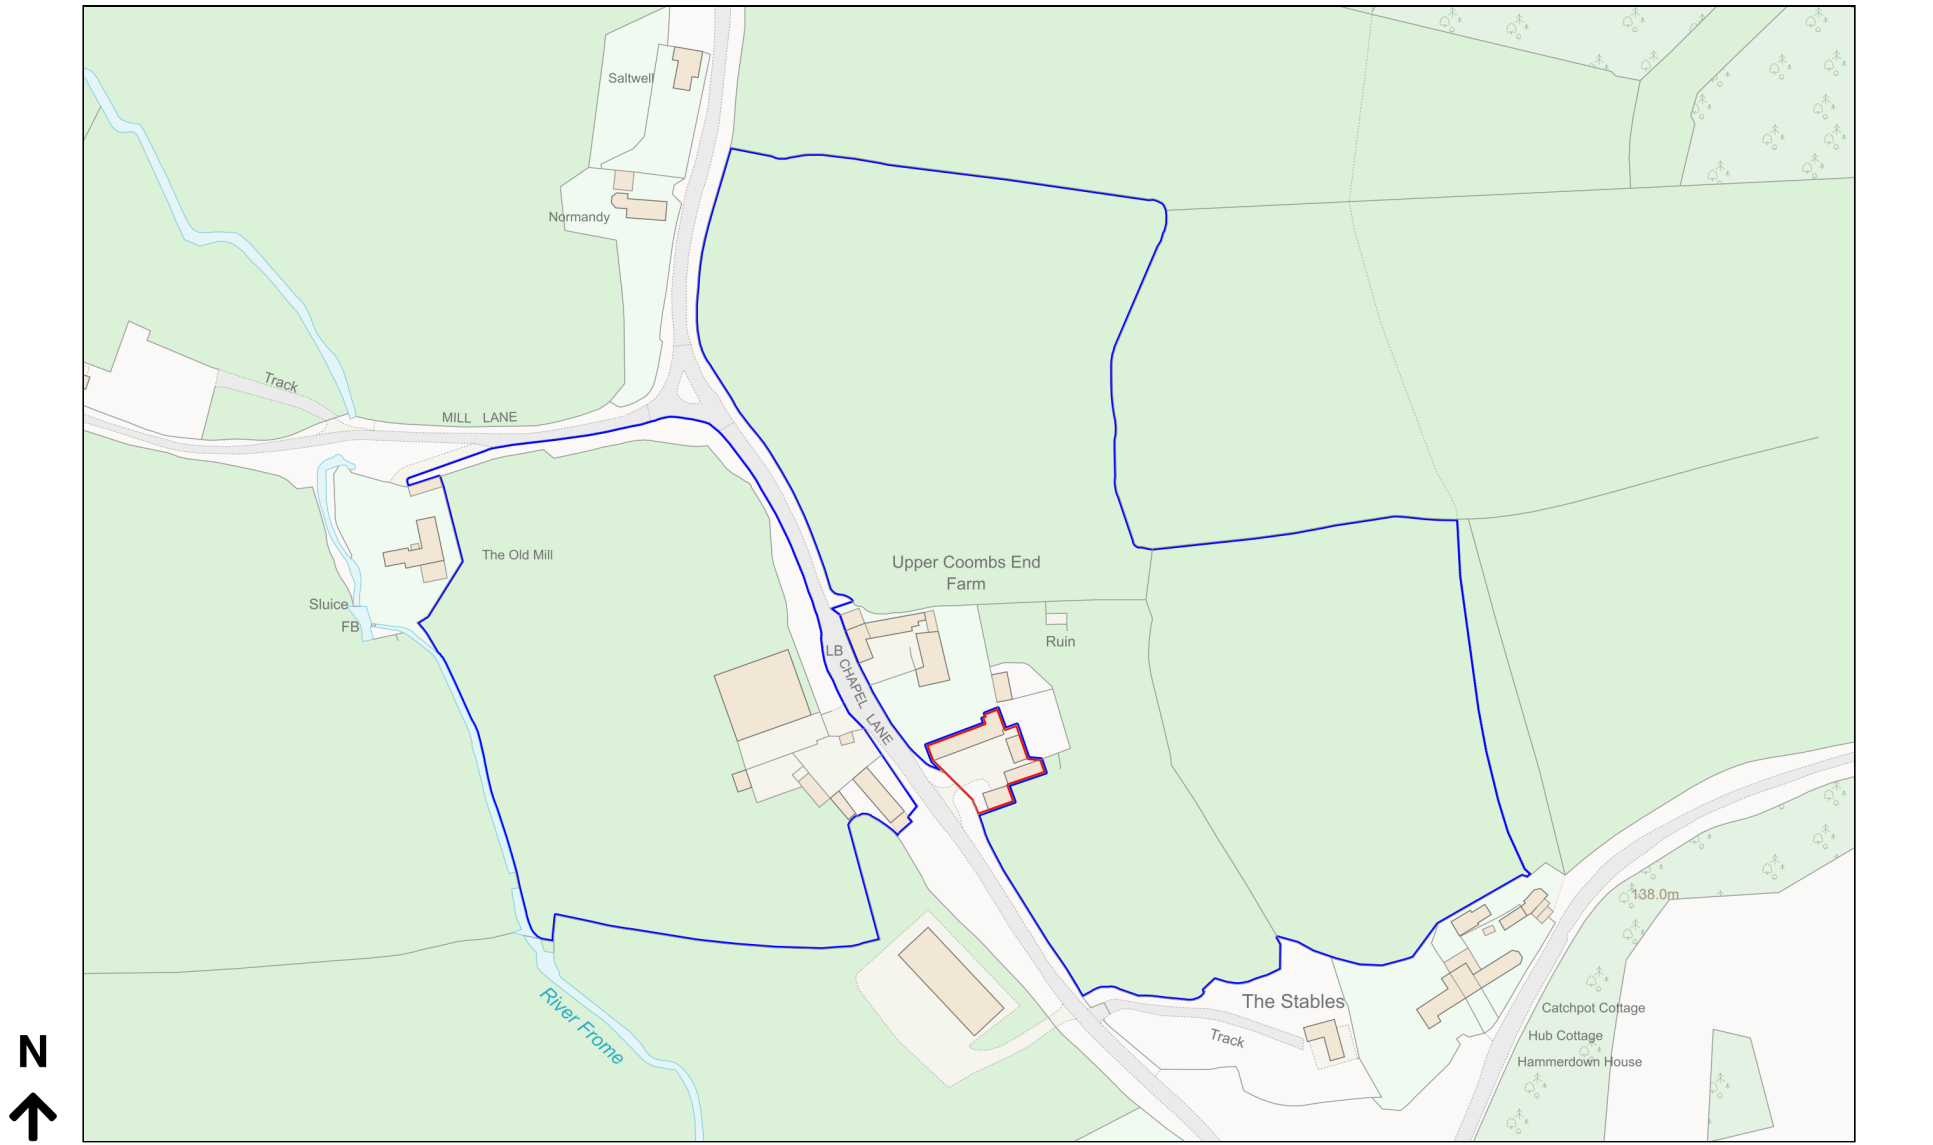 Saltwell
Normandy
Track
MILL LANE
The Old Mill
Upper Coombs End
Farm
Sluice
FB
Ruin
LB
CHAPEL LANE
138.0m
River Frome
The Stables
Track
Catchpot Cottage
Hub Cottage
Hammerdown House
N